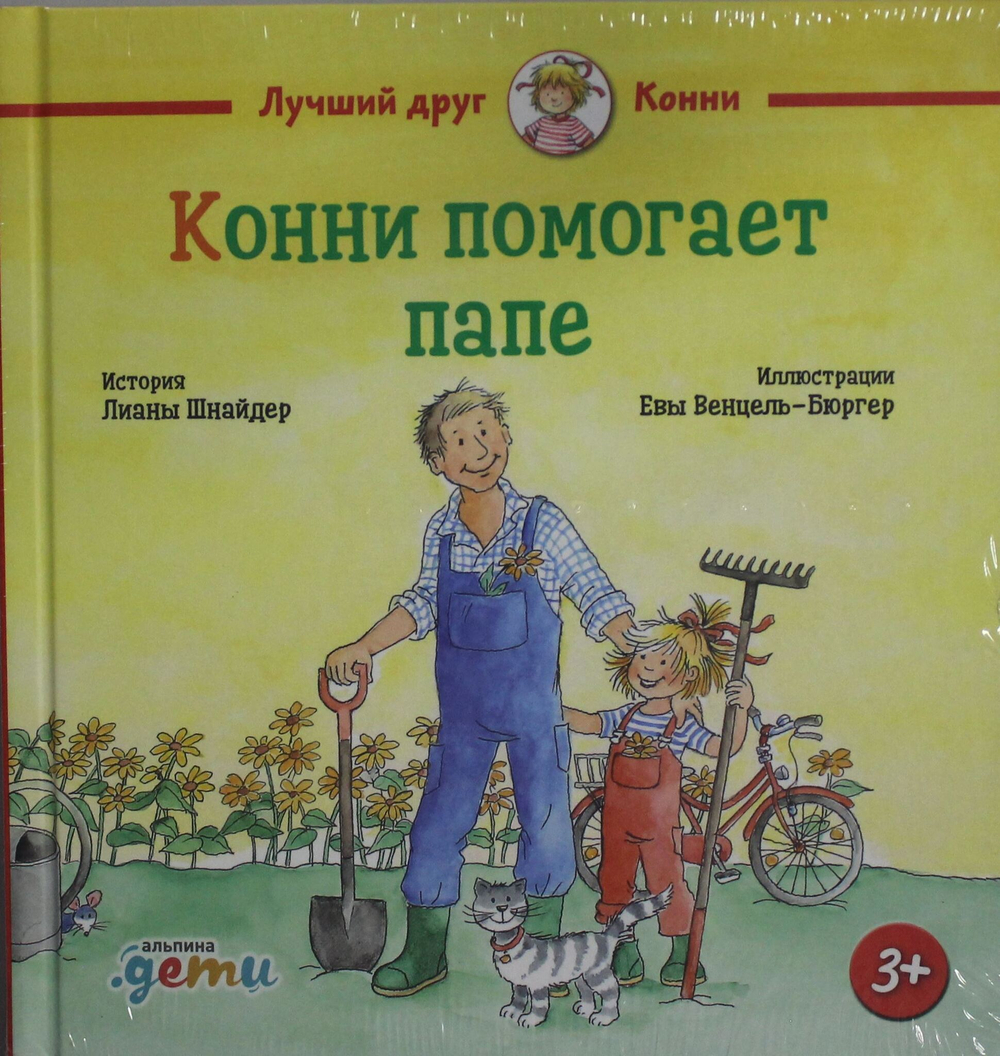 Лучший друг Конни
Конни помогает
папе
История
Лианы Шнайдер
Иллюстрации
Евы Венцель-Бюргер
альпина
.дети
3+